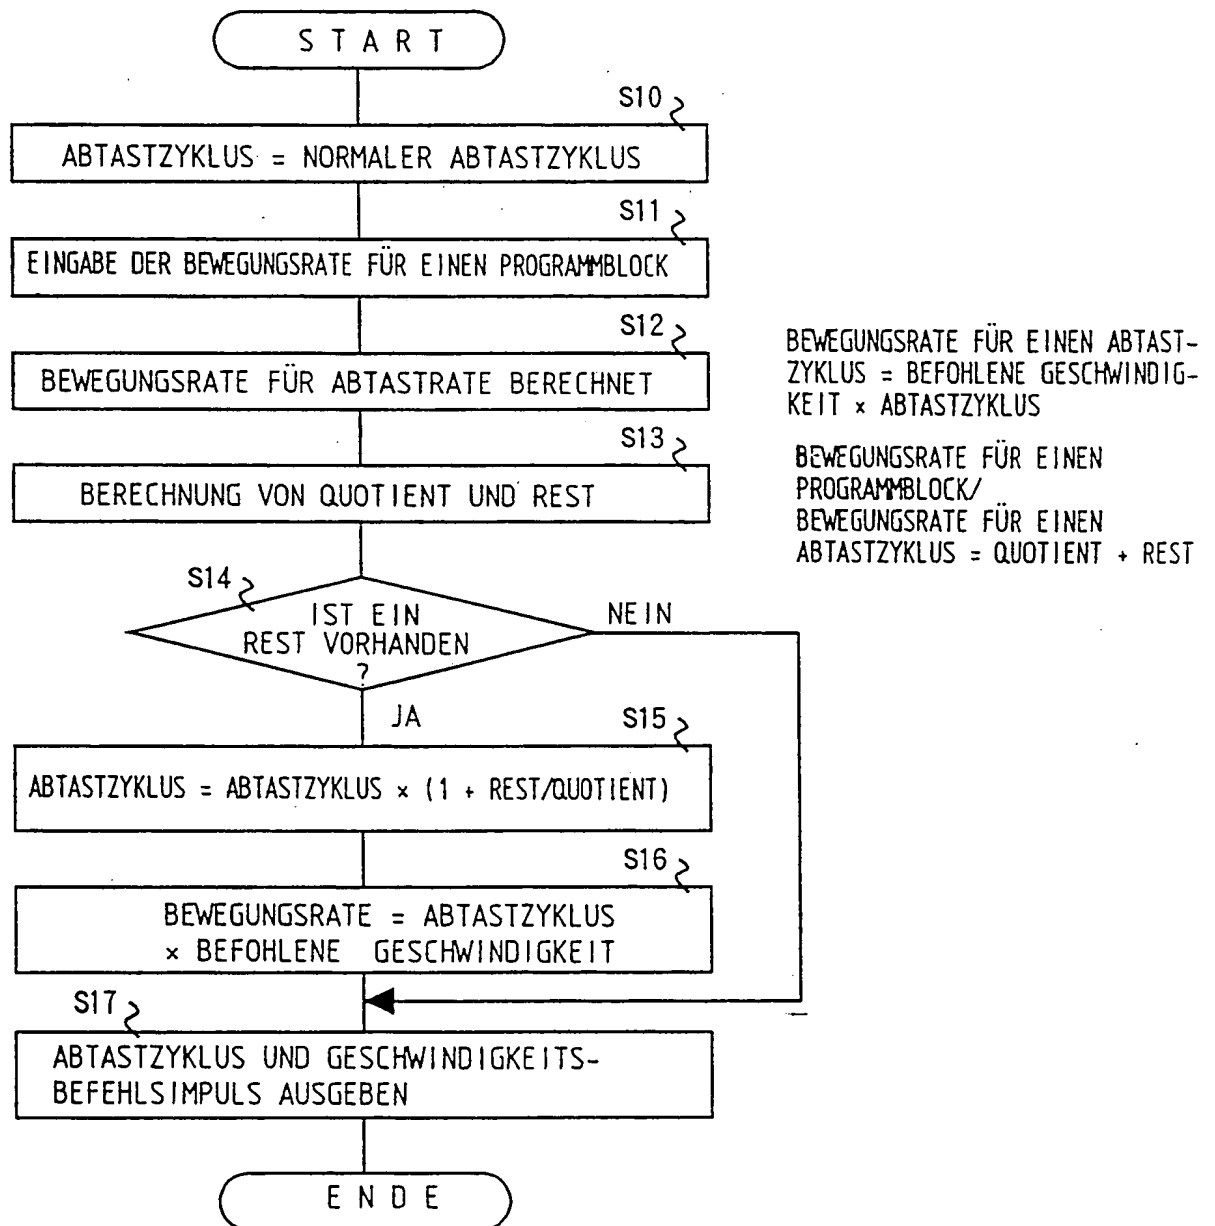 START
S10
ABTASTZYKLUS = NORMALER ABTASTZYKLUS
S11
EINGABE DER BEWEGUNGSRATE FÜR EINEN PROGRAMMBLOCK
S12
BEWEGUNGSRATE FÜR ABTASTRATE BERECHNET
BEWEGUNGSRATE FÜR EINEN ABTAST-
ZYKLUS = BEFOHLENE GESCHWINDIG-
KEIT × ABTASTZYKLUS
S13
BERECHNUNG VON QUOTIENT UND REST
BEWEGUNGSRATE FÜR EINEN
PROGRAMMBLOCK/
BEWEGUNGSRATE FÜR EINEN
ABTASTZYKLUS = QUOTIENT + REST
S14
IST EIN
REST VORHANDEN
?
NEIN
JA
S15
ABTASTZYKLUS = ABTASTZYKLUS × (1 + REST/QUOTIENT)
S16
BEWEGUNGSRATE = ABTASTZYKLUS
× BEFOHLENE GESCHWINDIGKEIT
S17
ABTASTZYKLUS UND GESCHWINDIGKEITS-
BEFEHLSIMPULS AUSGEBEN
ENDE